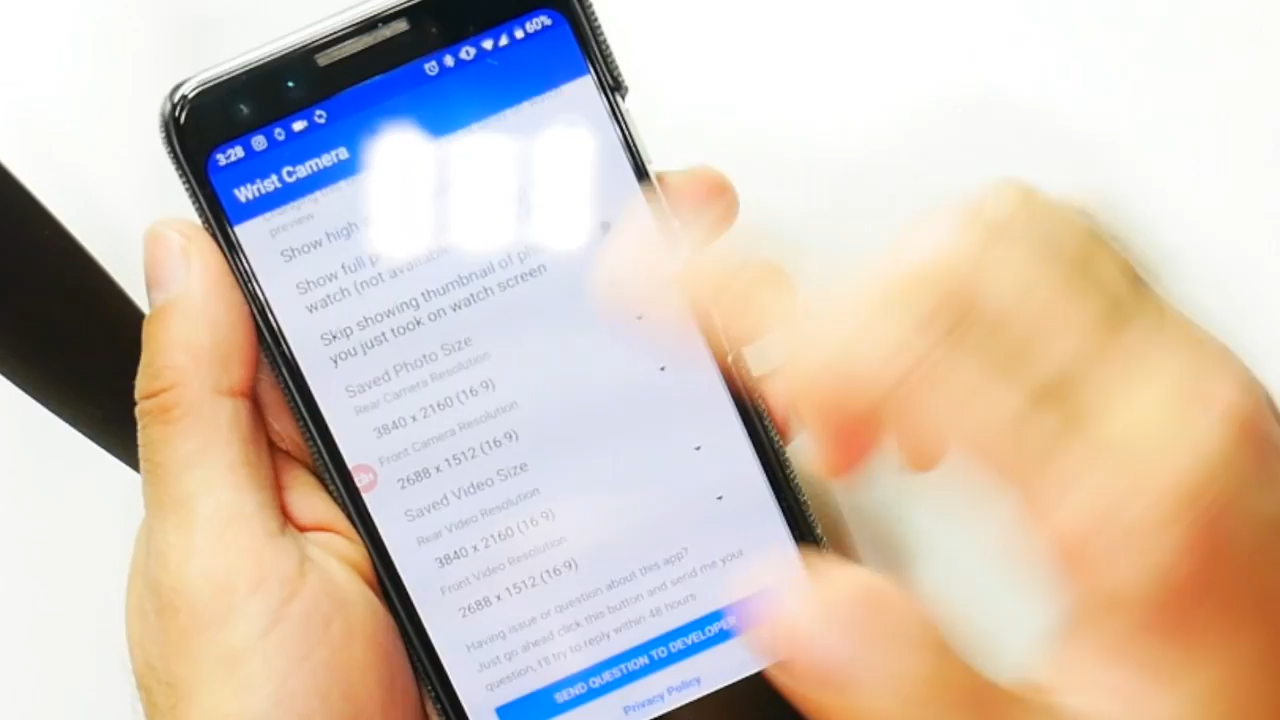 3:28
60%
Wrist Camera
preview
Show high
Show full
watch (not available
Skip showing thumbnail of
you just took on watch screen
Saved Photo Size
Rear Camera Resolution
3840 x 2160 (16:9)
Front Camera Resolution
2688 x 1512 (16:9)
Saved Video Size
Rear Video Resolution
3840 x 2160 (16:9)
Front Video Resolution
2688 x 1512 (16:9)
Having issue or question about this app?
Just go ahead click this button and send me your
question, I'll try to reply within 48 hours
SEND QUESTION TO DEVELOPER
Privacy Policy